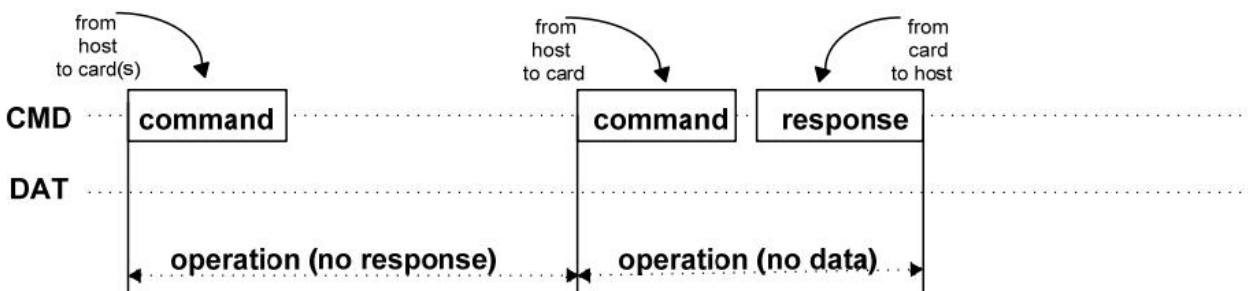 from
host
to card(s)
from
host
to card
from
card
to host
CMD
command
command
response
DAT
operation (no response)
operation (no data)